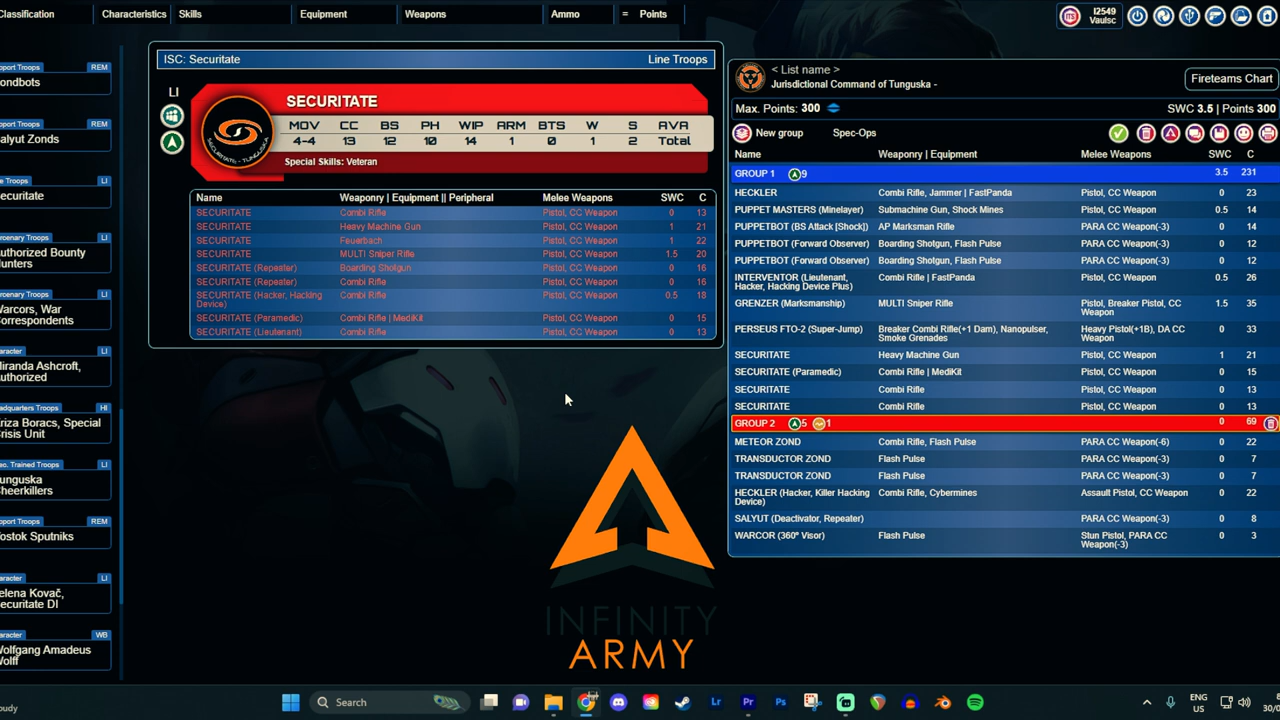 Classification Characteristics Skills Equipment Weapons Ammo = Points
I2549
Vaulsc
REM
REM
Securitate
LI
Authorized Bounty
Hunters
LI
Warcors, War
Correspondents
LI
Miranda Ashcroft,
Authorized
HI
Kriza Boracs, Special
Crisis Unit
LI
Tunguska
Cheerkillers
REM
Vostok Sputniks
LI
Jelena Kovač,
Securitate DI
WB
Wolfgang Amadeus
Wolff
ISC: Securitate Line Troops
LI
SECURITATE
MOV CC BS PH WIP ARM BTS W S AVA
4-4 13 12 10 14 1 0 1 2 Total
Special Skills: Veteran
SECURITATE - TUNGUSKA
Name Weaponry | Equipment || Peripheral Melee Weapons SWC C
SECURITATE Combi Rifle Pistol, CC Weapon 0 13
SECURITATE Heavy Machine Gun Pistol, CC Weapon 1 21
SECURITATE Feuerbach Pistol, CC Weapon 1 22
SECURITATE MULTI Sniper Rifle Pistol, CC Weapon 1.5 20
SECURITATE (Repeater) Boarding Shotgun Pistol, CC Weapon 0 16
SECURITATE (Repeater) Combi Rifle Pistol, CC Weapon 0 16
SECURITATE (Hacker, Hacking Combi Rifle Pistol, CC Weapon 0.5 18
Device)
SECURITATE (Paramedic) Combi Rifle | MediKit Pistol, CC Weapon 0 15
SECURITATE (Lieutenant) Combi Rifle Pistol, CC Weapon 0 13
INFINITY
ARMY
< List name >
Jurisdictional Command of Tunguska -
Fireteams Chart
Max. Points: 300 SWC 3.5 | Points 300
New group Spec-Ops
Name Weaponry | Equipment Melee Weapons SWC C
GROUP 1 9 3.5 231
HECKLER Combi Rifle, Jammer | FastPanda Pistol, CC Weapon 0 23
PUPPET MASTERS (Minelayer) Submachine Gun, Shock Mines Pistol, CC Weapon 0.5 14
PUPPETBOT (BS Attack [Shock]) AP Marksman Rifle PARA CC Weapon(-3) 0 14
PUPPETBOT (Forward Observer) Boarding Shotgun, Flash Pulse PARA CC Weapon(-3) 0 12
PUPPETBOT (Forward Observer) Boarding Shotgun, Flash Pulse PARA CC Weapon(-3) 0 12
INTERVENTOR (Lieutenant, Combi Rifle | FastPanda Pistol, CC Weapon 0.5 26
Hacker, Hacking Device Plus)
GRENZER (Marksmanship) MULTI Sniper Rifle Pistol, Breaker Pistol, CC 1.5 35
Weapon
PERSEUS FTO-2 (Super-Jump) Breaker Combi Rifle(+1 Dam), Nanopulser, Heavy Pistol(+1B), DA CC 0 33
Smoke Grenades Weapon
SECURITATE Heavy Machine Gun Pistol, CC Weapon 1 21
SECURITATE (Paramedic) Combi Rifle | MediKit Pistol, CC Weapon 0 15
SECURITATE Combi Rifle Pistol, CC Weapon 0 13
SECURITATE Combi Rifle Pistol, CC Weapon 0 13
GROUP 2 5 1 0 69
METEOR ZOND Combi Rifle, Flash Pulse PARA CC Weapon(-6) 0 22
TRANSDUCTOR ZOND Flash Pulse PARA CC Weapon(-3) 0 7
TRANSDUCTOR ZOND Flash Pulse PARA CC Weapon(-3) 0 7
HECKLER (Hacker, Killer Hacking Combi Rifle, Cybermines Assault Pistol, CC Weapon 0 22
Device)
SALYUT (Deactivator, Repeater) PARA CC Weapon(-3) 0 8
WARCOR (360º Visor) Flash Pulse Stun Pistol, PARA CC 0 3
Weapon(-3)
Search
Lr Pr Ps
ENG
US